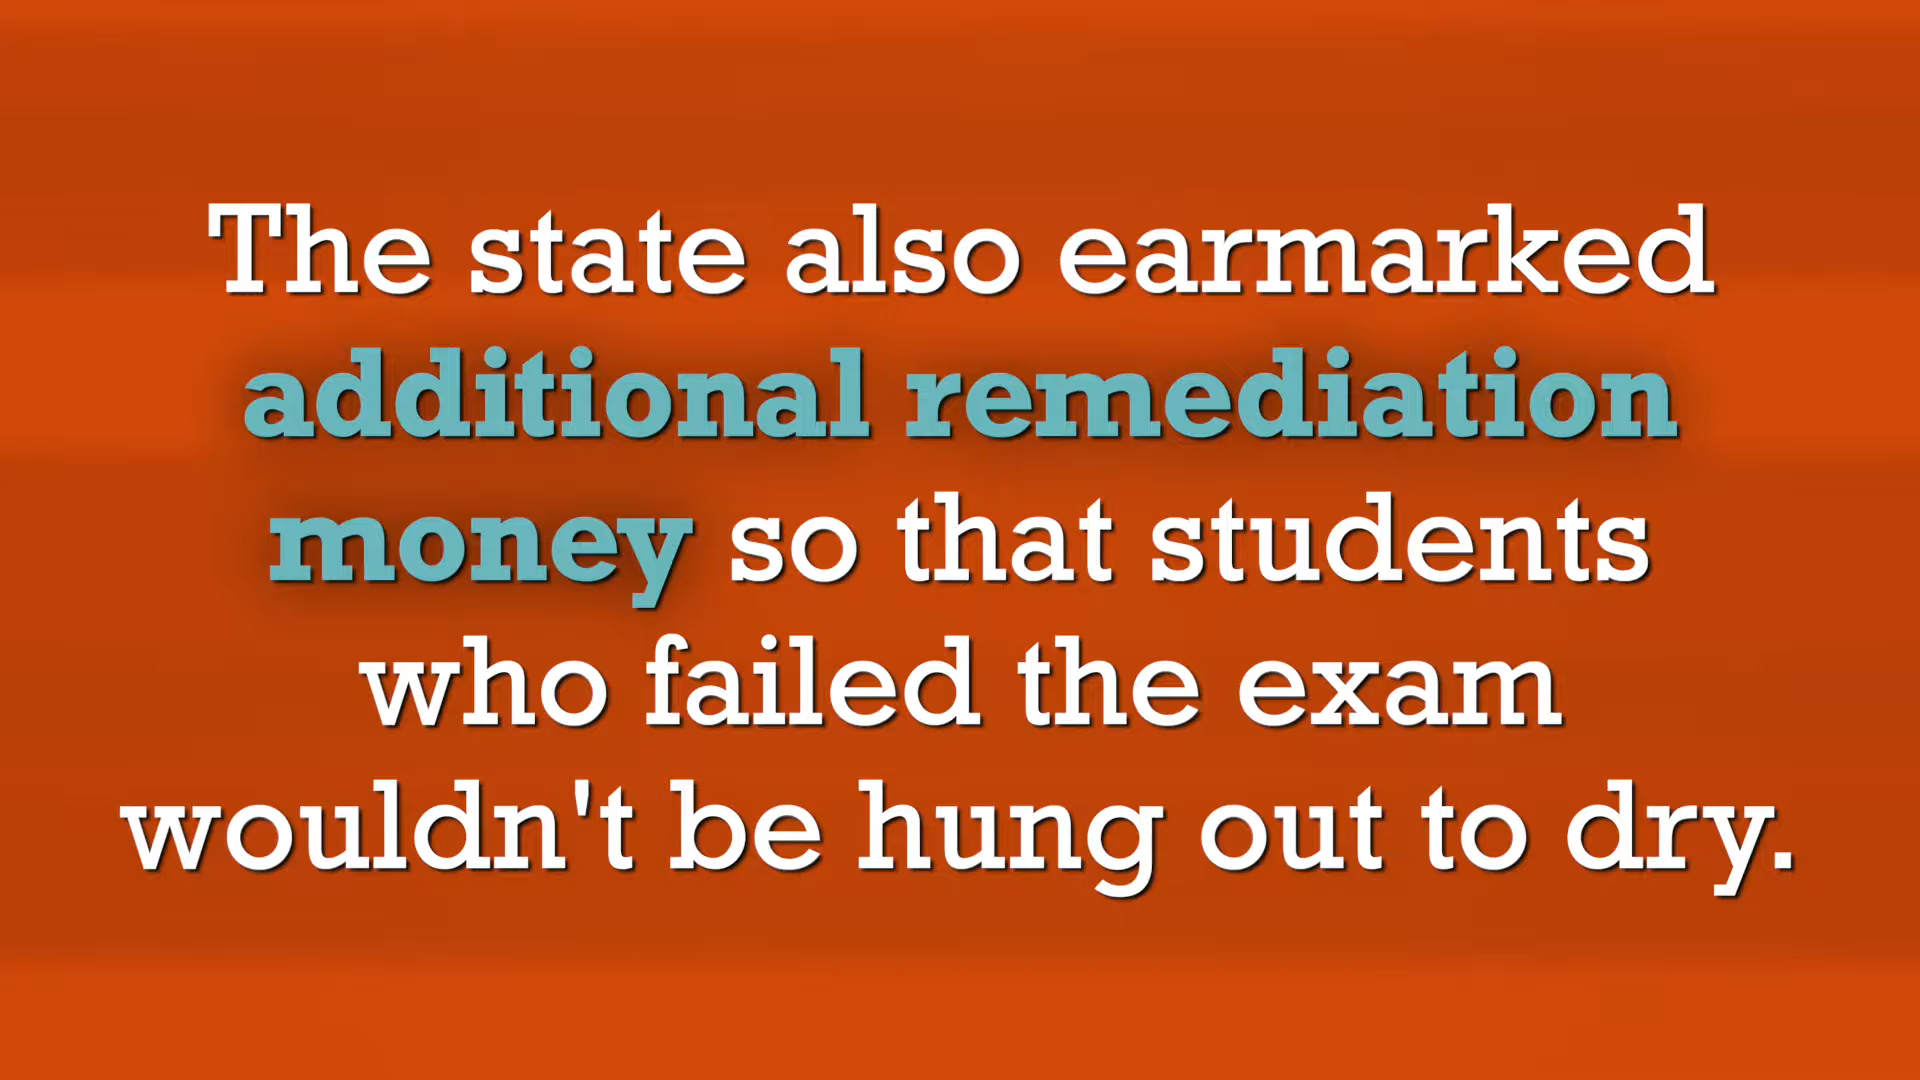 The state also earmarked
additional remediation
money so that students
who failed the exam
wouldn't be hung out to dry.